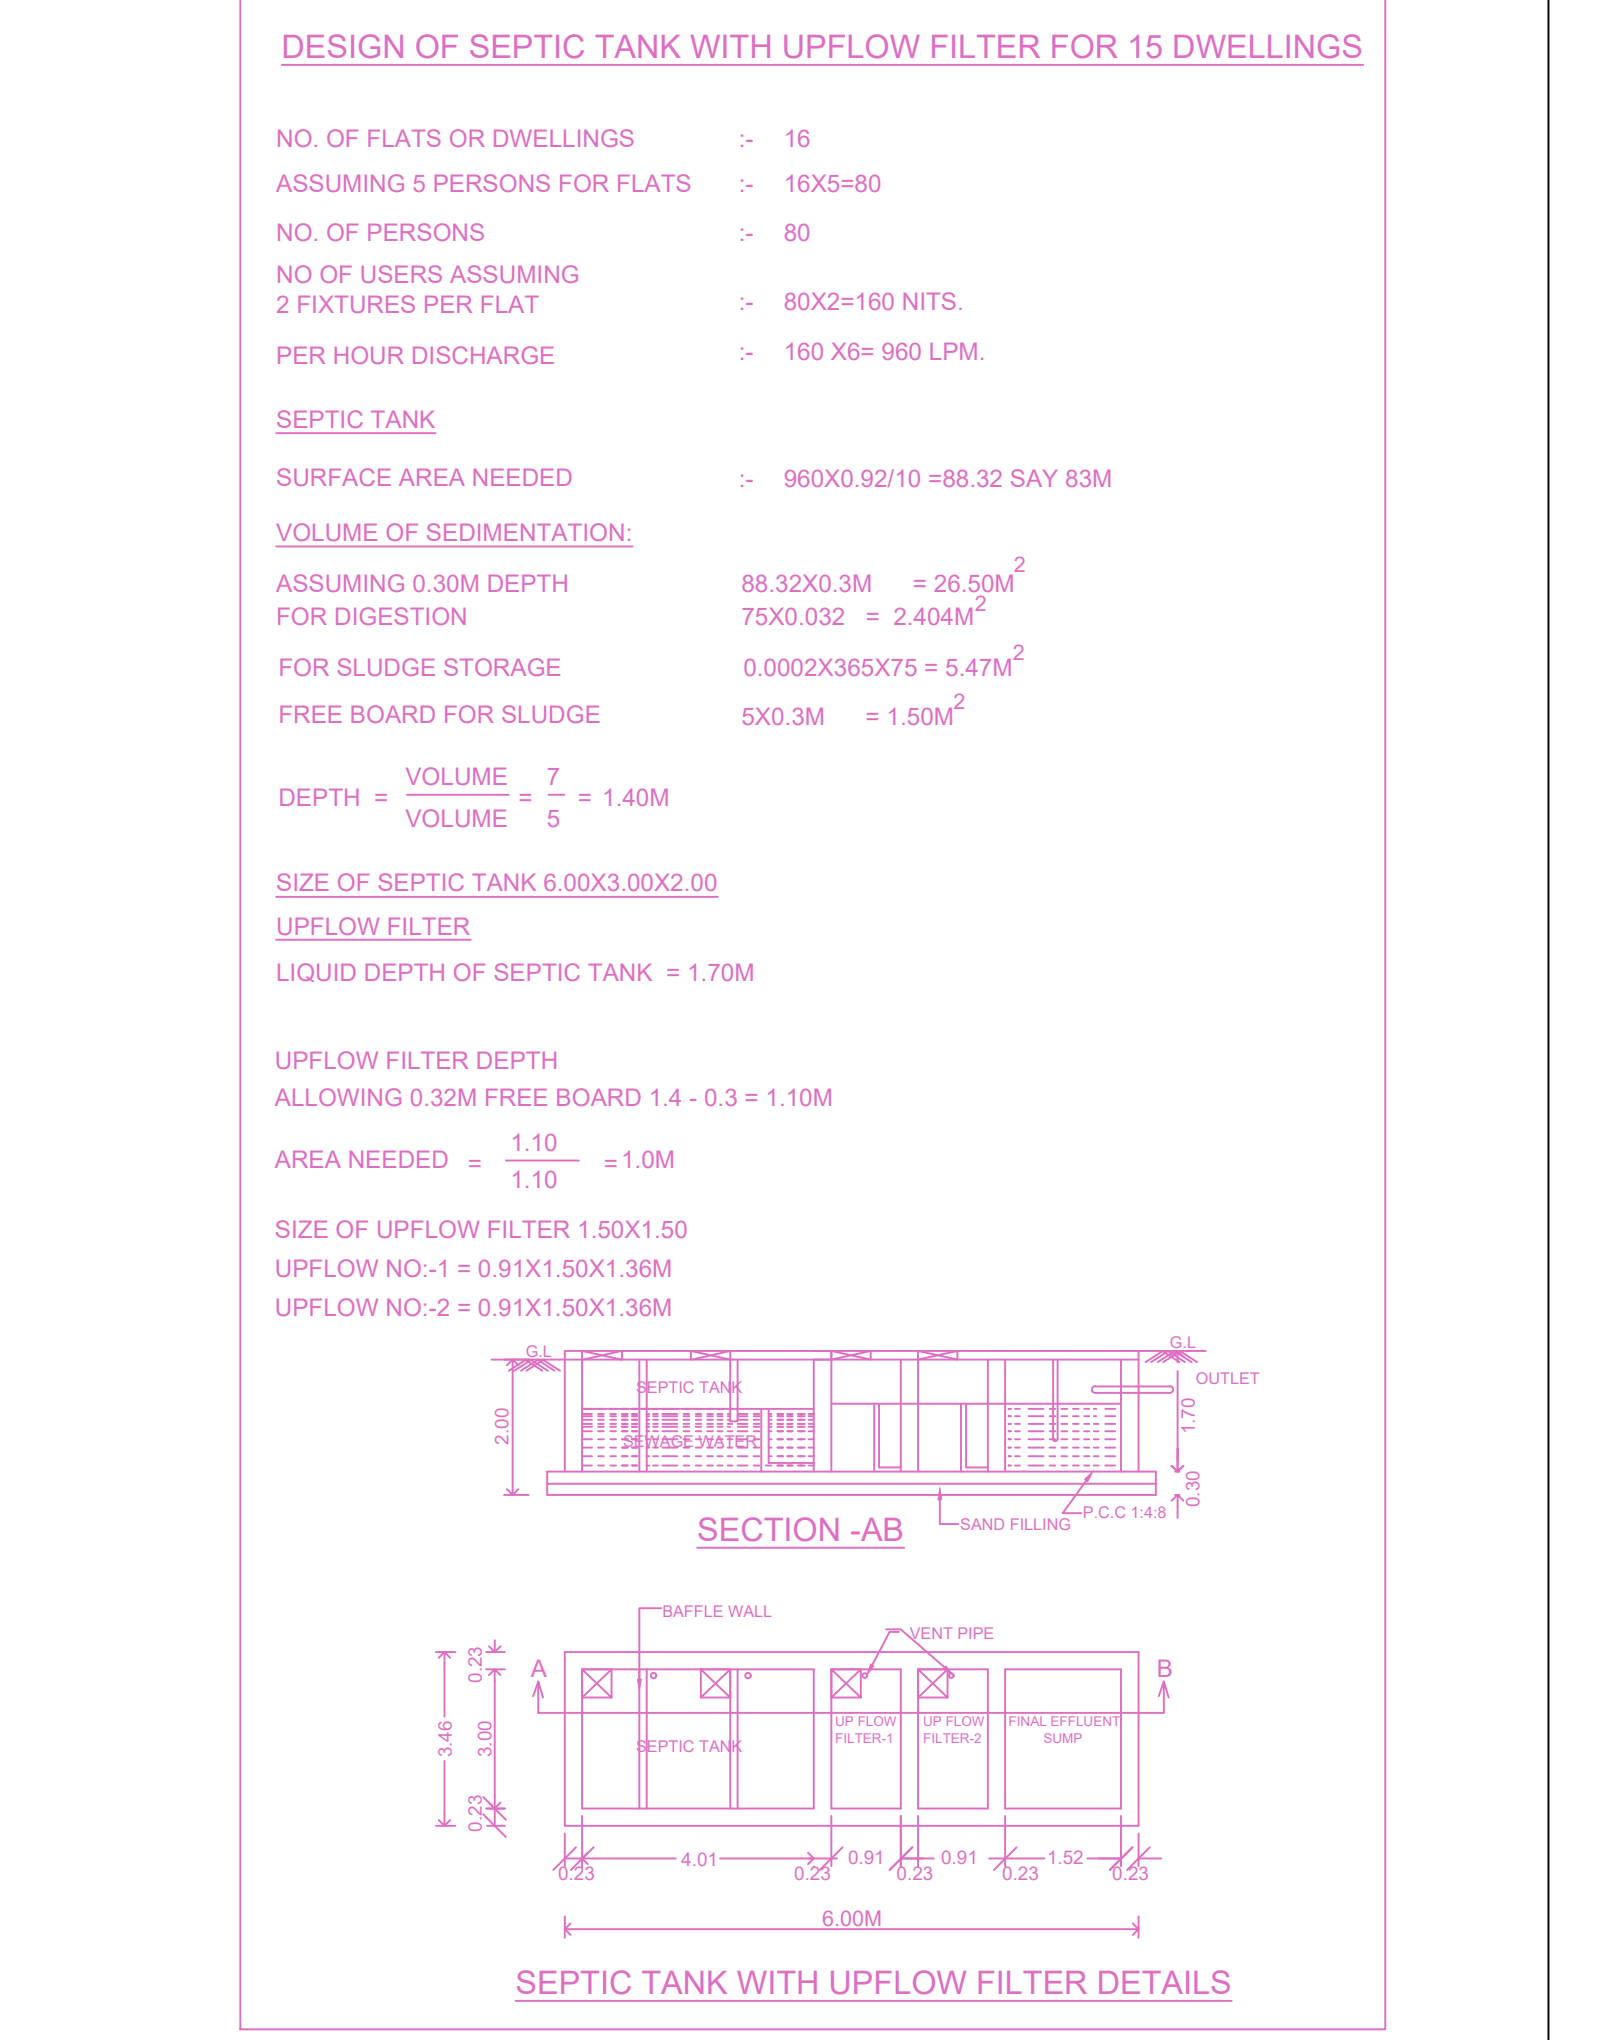 DESIGN OF SEPTIC TANK WITH UPFLOW FILTER FOR 15 DWELLINGS
NO. OF FLATS OR DWELLINGS :- 16
ASSUMING 5 PERSONS FOR FLATS :- 16X5=80
NO. OF PERSONS :- 80
NO OF USERS ASSUMING
2 FIXTURES PER FLAT :- 80X2=160 NITS.
PER HOUR DISCHARGE :- 160 X6= 960 LPM.
SEPTIC TANK
SURFACE AREA NEEDED :- 960X0.92/10 =88.32 SAY 83M
VOLUME OF SEDIMENTATION:
ASSUMING 0.30M DEPTH 88.32X0.3M = 26.50M2
FOR DIGESTION 75X0.032 = 2.404M2
FOR SLUDGE STORAGE 0.0002X365X75 = 5.47M2
FREE BOARD FOR SLUDGE 5X0.3M = 1.50M2
VOLUME 7
DEPTH = = = 1.40M
VOLUME 5
SIZE OF SEPTIC TANK 6.00X3.00X2.00
UPFLOW FILTER
LIQUID DEPTH OF SEPTIC TANK = 1.70M
UPFLOW FILTER DEPTH
ALLOWING 0.32M FREE BOARD 1.4 - 0.3 = 1.10M
1.10
AREA NEEDED = =1.0M
1.10
SIZE OF UPFLOW FILTER 1.50X1.50
UPFLOW NO:-1 = 0.91X1.50X1.36M
UPFLOW NO:-2 = 0.91X1.50X1.36M
G.L
G.L
OUTLET
SEPTIC TANK
2.00
1.70
SEWAGE WATER
0.30
P.C.C 1:4:8
SAND FILLING
SECTION -AB
BAFFLE WALL
VENT PIPE
0.23
A
B
3.46
3.00
UP FLOW
FILTER-1
UP FLOW
FILTER-2
FINAL EFFLUENT
SUMP
SEPTIC TANK
0.23
4.01
0.91
0.91
1.52
0.23
0.23
0.23
0.23
0.23
6.00M
SEPTIC TANK WITH UPFLOW FILTER DETAILS